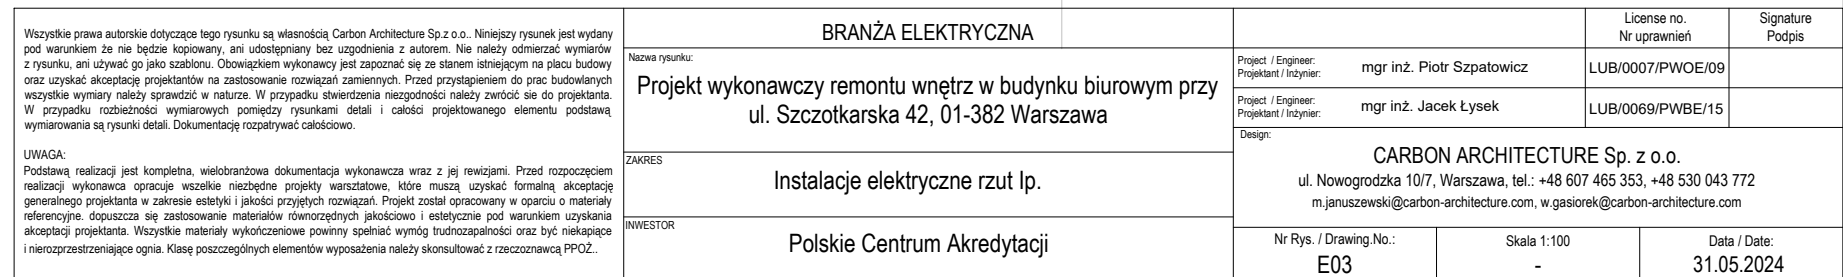 Wszystkie prawa autorskie dotyczące tego rysunku są własnością Carbon Architecture Sp.z o.o.. Niniejszy rysunek jest wydany
pod warunkiem że nie będzie kopiowany, ani udostępniany bez uzgodnienia z autorem. Nie należy odmierzać wymiarów
z rysunku, ani używać go jako szablonu. Obowiązkiem wykonawcy jest zapoznać się ze stanem istniejącym na placu budowy
oraz uzyskać akceptację projektantów na zastosowanie rozwiązań zamiennych. Przed przystąpieniem do prac budowlanych
wszystkie wymiary należy sprawdzić w naturze. W przypadku stwierdzenia niezgodności należy zwrócić sie do projektanta.
W przypadku rozbieżności wymiarowych pomiędzy rysunkami detali i całości projektowanego elementu podstawą
wymiarowania są rysunki detali. Dokumentację rozpatrywać całościowo.
UWAGA:
Podstawą realizacji jest kompletna, wielobranżowa dokumentacja wykonawcza wraz z jej rewizjami. Przed rozpoczęciem
realizacji wykonawca opracuje wszelkie niezbędne projekty warsztatowe, które muszą uzyskać formalną akceptację
generalnego projektanta w zakresie estetyki i jakości przyjętych rozwiązań. Projekt został opracowany w oparciu o materiały
referencyjne. dopuszcza się zastosowanie materiałów równorzędnych jakościowo i estetycznie pod warunkiem uzyskania
akceptacji projektanta. Wszystkie materiały wykończeniowe powinny spełniać wymóg trudnozapalności oraz być niekapiące
i nierozprzestrzeniające ognia. Klasę poszczególnych elementów wyposażenia należy skonsultować z rzeczoznawcą PPOŻ..
BRANŻA ELEKTRYCZNA
Nazwa rysunku:
Projekt wykonawczy remontu wnętrz w budynku biurowym przy
ul. Szczotkarska 42, 01-382 Warszawa
ZAKRES
Instalacje elektryczne rzut Ip.
INWESTOR
Polskie Centrum Akredytacji
License no.
Nr uprawnień
Signature
Podpis
Project / Engineer:
Projektant / Inżynier:
mgr inż. Piotr Szpatowicz
LUB/0007/PWOE/09
Project / Engineer:
Projektant / Inżynier:
mgr inż. Jacek Łysek
LUB/0069/PWBE/15
Design:
CARBON ARCHITECTURE Sp. z o.o.
ul. Nowogrodzka 10/7, Warszawa, tel.: +48 607 465 353, +48 530 043 772
m.januszewski@carbon-architecture.com, w.gasiorek@carbon-architecture.com
Nr Rys. / Drawing.No.:
E03
Skala 1:100
-
Data / Date:
31.05.2024